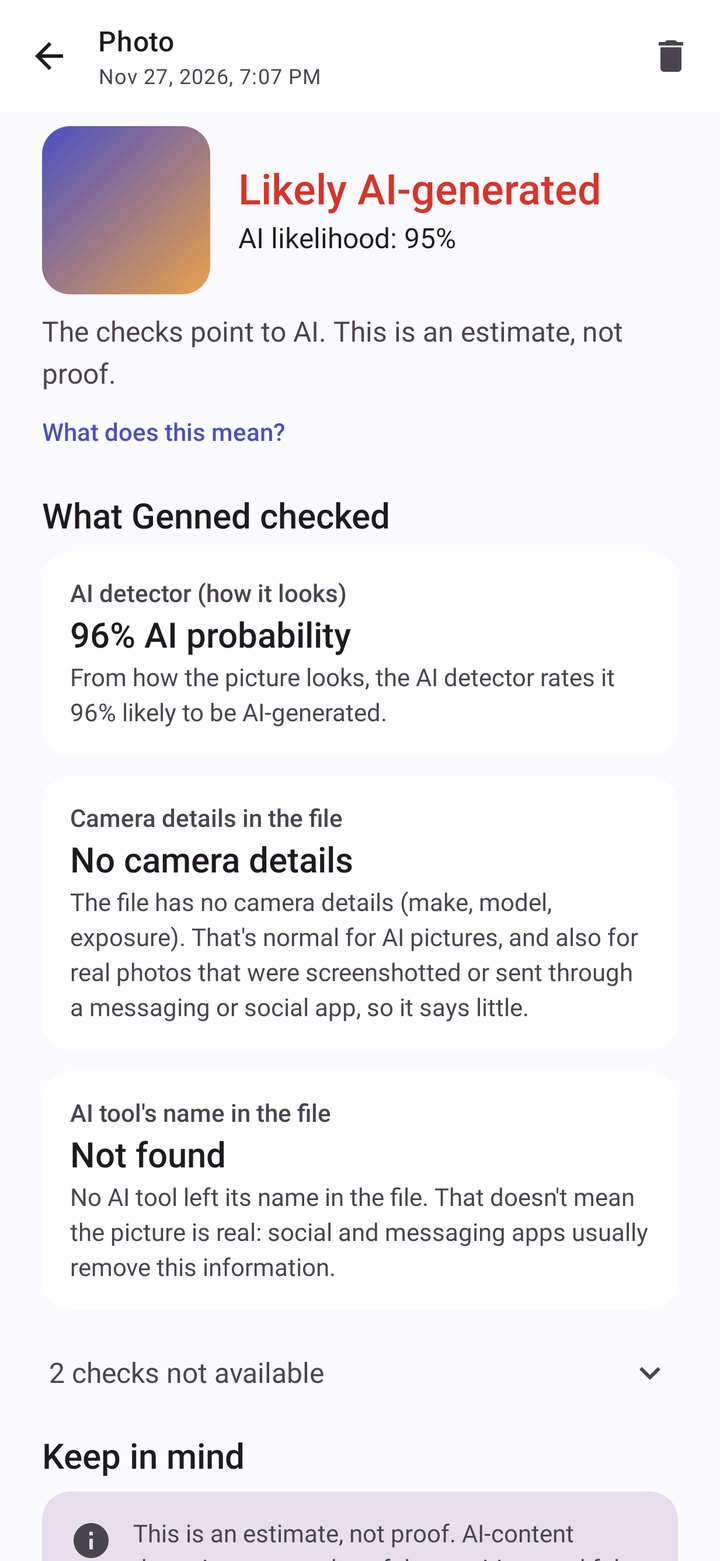 Photo
Nov 27, 2026, 7:07 PM
Likely AI-generated
AI likelihood: 95%
The checks point to AI. This is an estimate, not
proof.
What does this mean?
What Genned checked
AI detector (how it looks)
96% AI probability
From how the picture looks, the AI detector rates it
96% likely to be AI-generated.
Camera details in the file
No camera details
The file has no camera details (make, model,
exposure). That's normal for AI pictures, and also for
real photos that were screenshotted or sent through
a messaging or social app, so it says little.
AI tool's name in the file
Not found
No AI tool left its name in the file. That doesn't mean
the picture is real: social and messaging apps usually
remove this information.
2 checks not available
Keep in mind
This is an estimate, not proof. AI-content